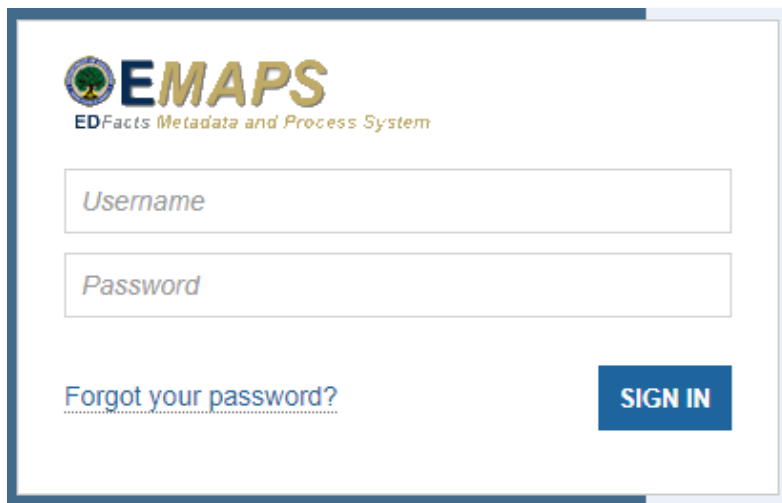 EMAPS
EDFacts Metadata and Process System
Username
Password
Forgot your password?
SIGN IN